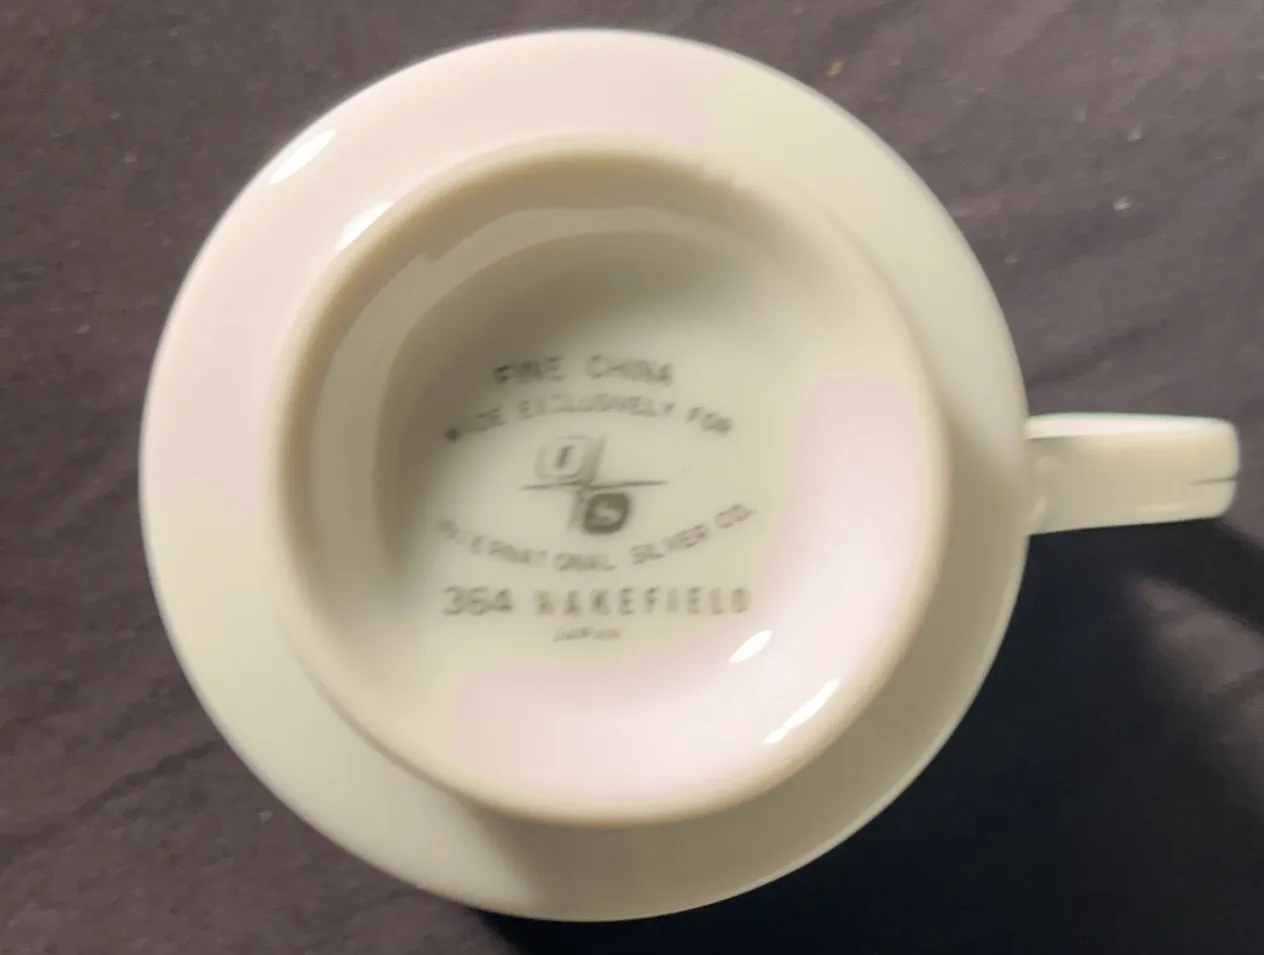 FINE CHINA
MADE EXCLUSIVELY FOR
I
S
INTERNATIONAL SILVER CO.
364 WAKEFIELD
JAPAN